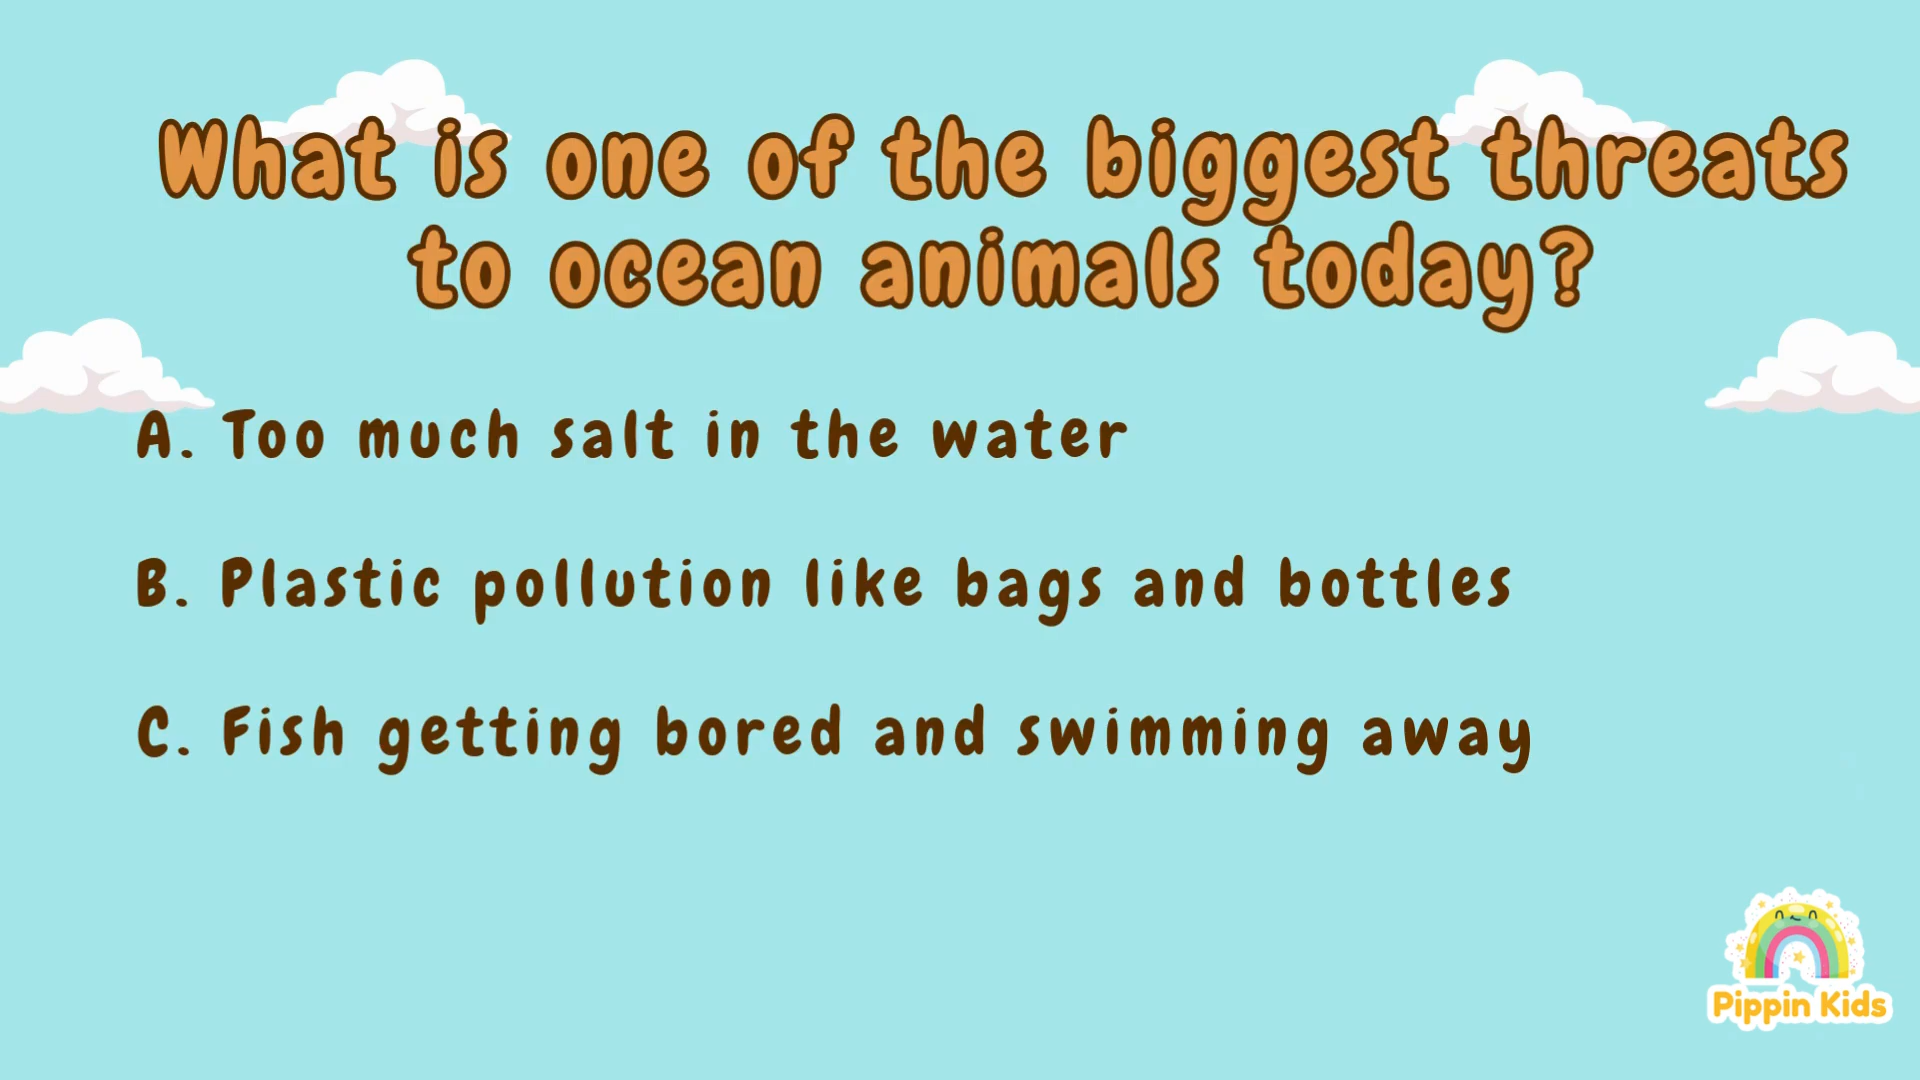 What is one of the biggest threats
to ocean animals today?
A. Too much salt in the water
B. Plastic pollution like bags and bottles
C. Fish getting bored and swimming away
Pippin Kids